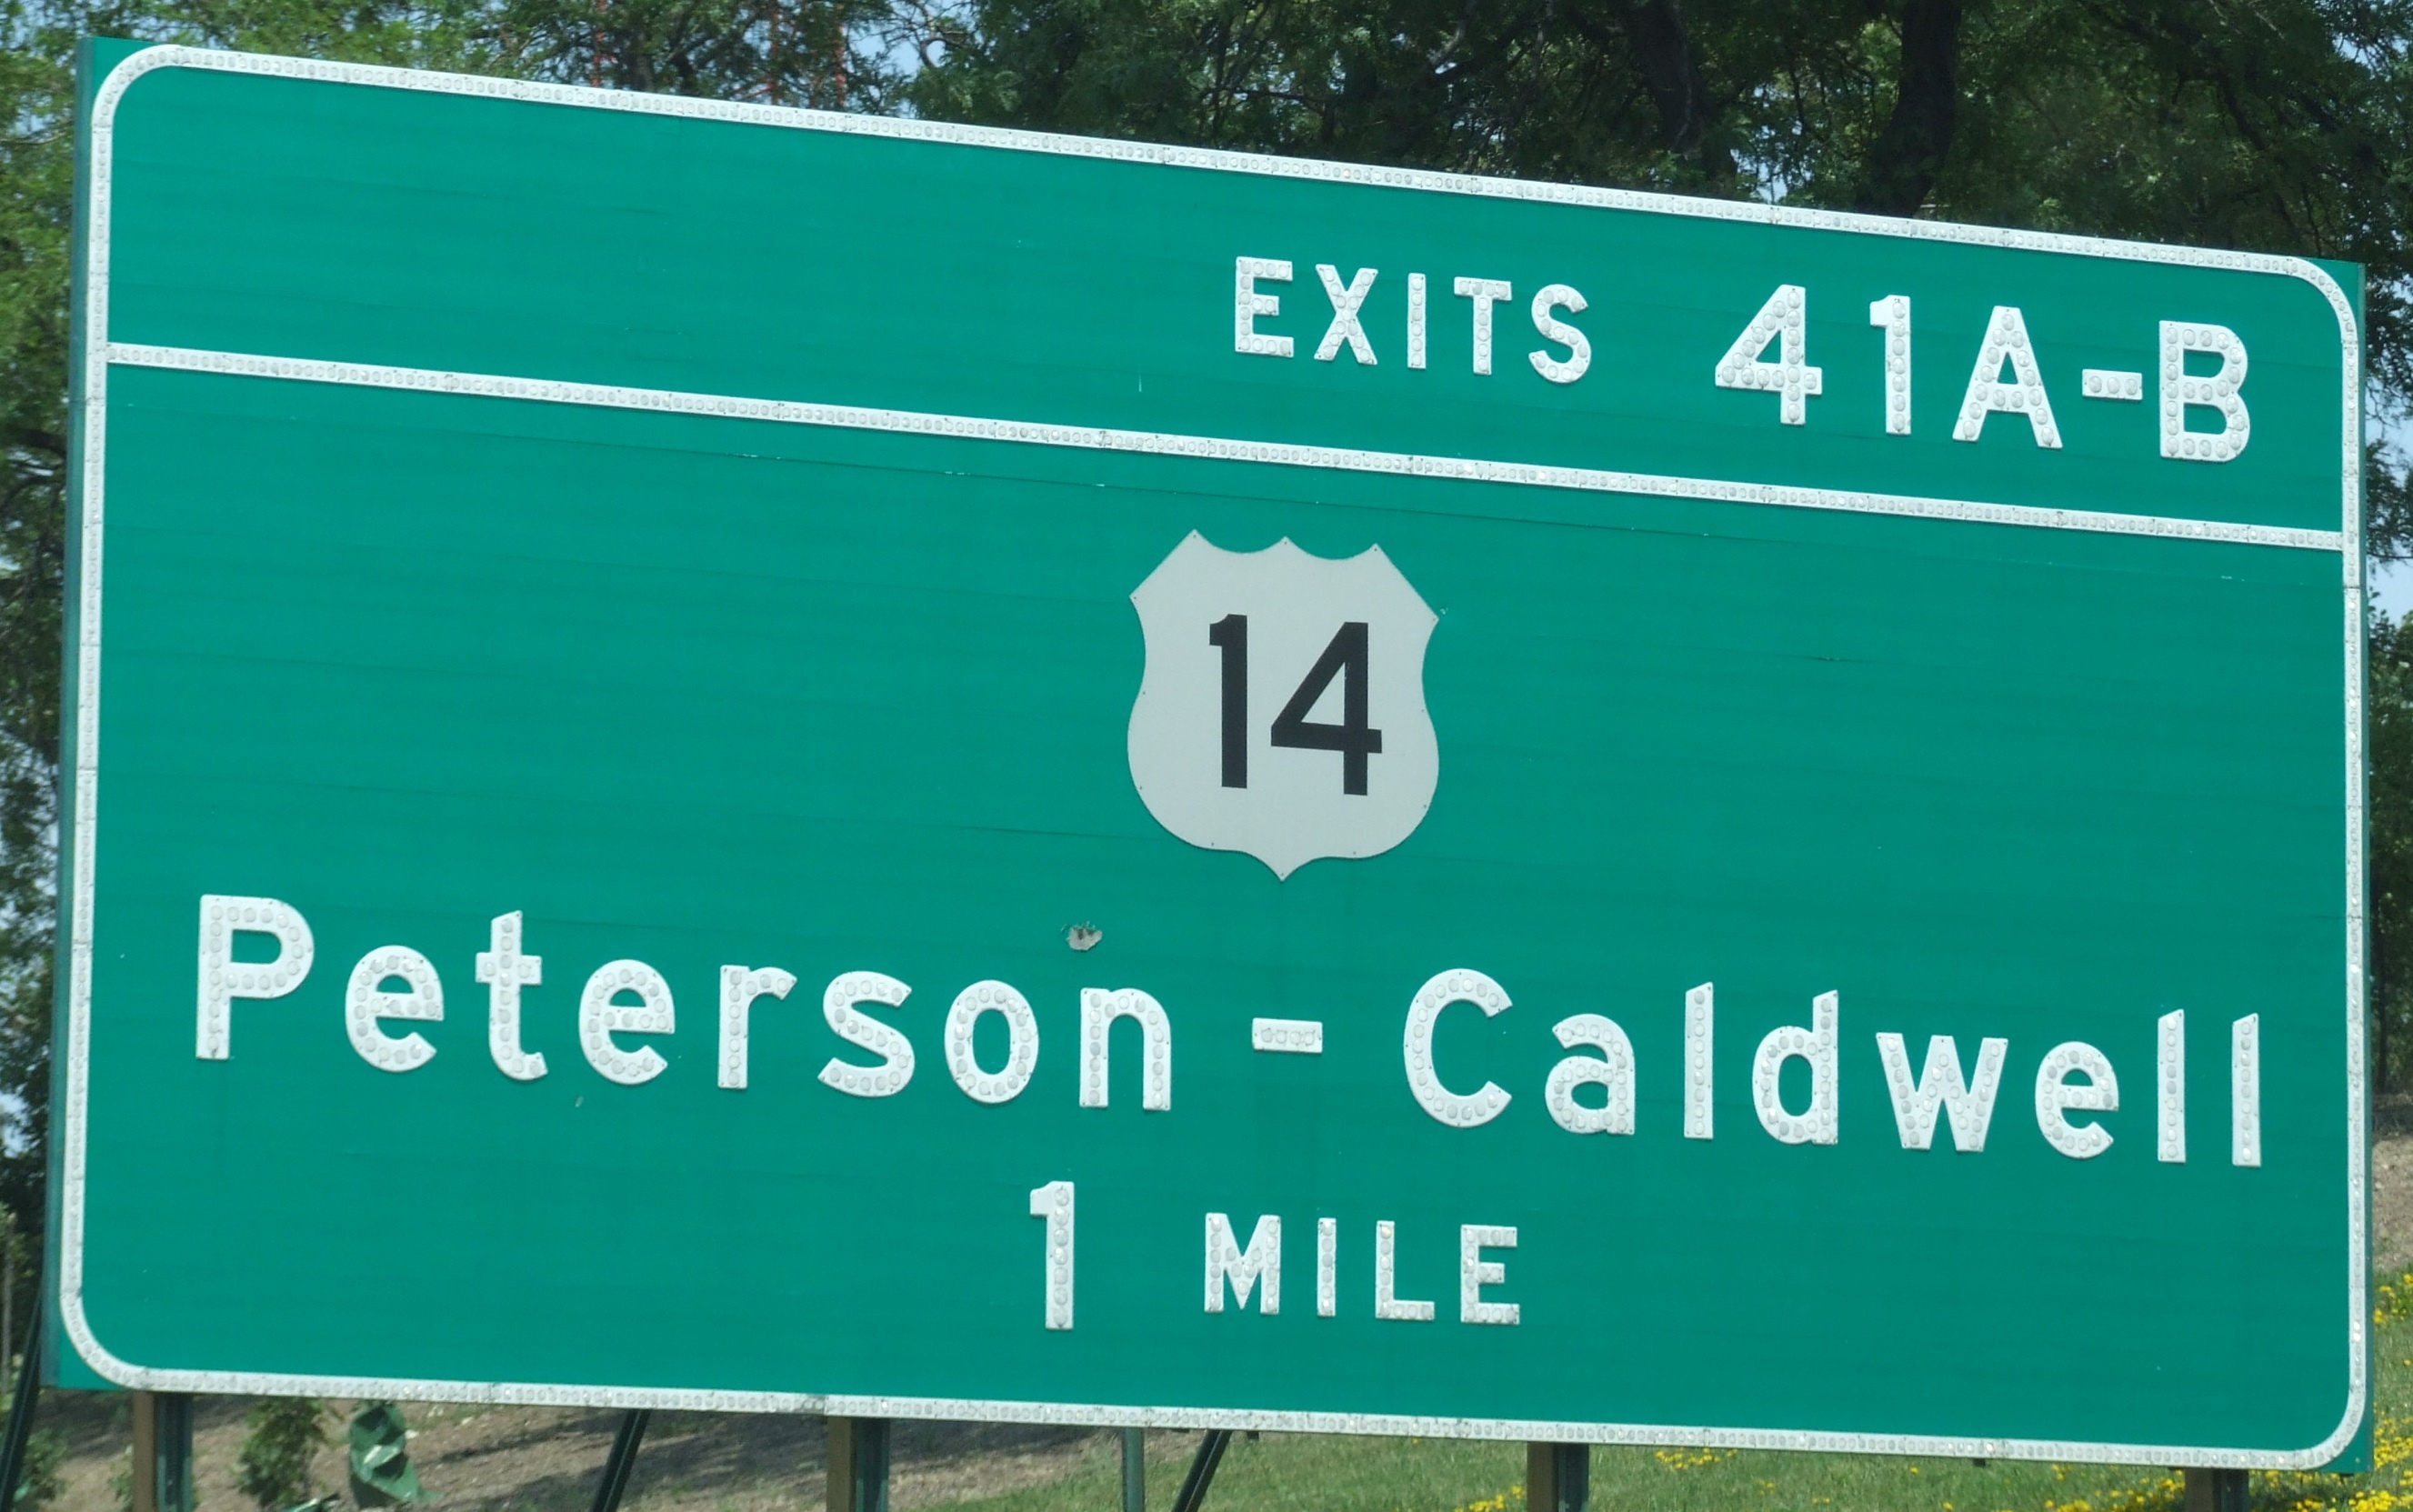 EXITS 41A-B
14
Peterson - Caldwell
1 MILE